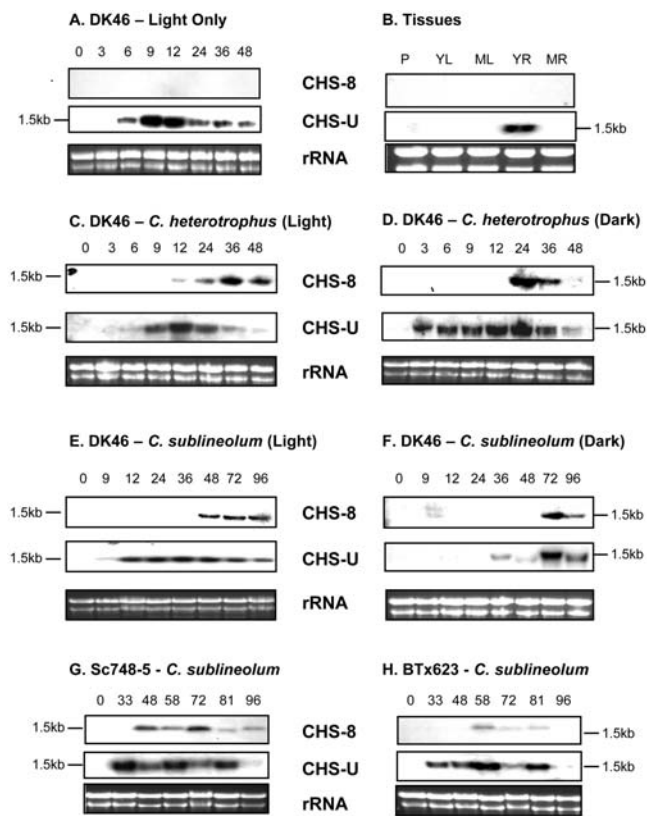 A. DK46 – Light Only
B. Tissues
0 3 6 9 12 24 36 48
P YL ML YR MR
CHS-8
1.5kb CHS-U 1.5kb
rRNA
C. DK46 – C. heterotrophus (Light)
D. DK46 – C. heterotrophus (Dark)
0 3 6 9 12 24 36 48
0 3 6 9 12 24 36 48
1.5kb CHS-8 1.5kb
1.5kb CHS-U 1.5kb
rRNA
E. DK46 – C. sublineolum (Light)
F. DK46 – C. sublineolum (Dark)
0 9 12 24 36 48 72 96
0 9 12 24 36 48 72 96
1.5kb CHS-8 1.5kb
1.5kb CHS-U 1.5kb
rRNA
G. Sc748-5 - C. sublineolum
H. BTx623 - C. sublineolum
0 33 48 58 72 81 96
0 33 48 58 72 81 96
1.5kb CHS-8 1.5kb
1.5kb CHS-U 1.5kb
rRNA